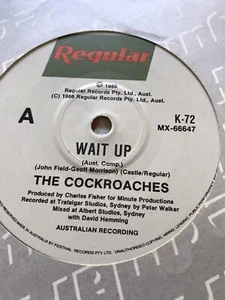 Regular
℗ 1986
Regular Records Pty. Ltd., Aust.
(C) 1986 Regular Records Pty. Ltd., Aust.
A
K-72
MX-66647
WAIT UP
(Aust. Comp.)
(John Field-Geoff Morrison) (Castle/Regular)
THE COCKROACHES
Produced by Charles Fisher for Minute Productions
Recorded at Trafalgar Studios, Sydney by Peter Walker
Mixed at Albert Studios, Sydney
with David Hemming
AUSTRALIAN RECORDING